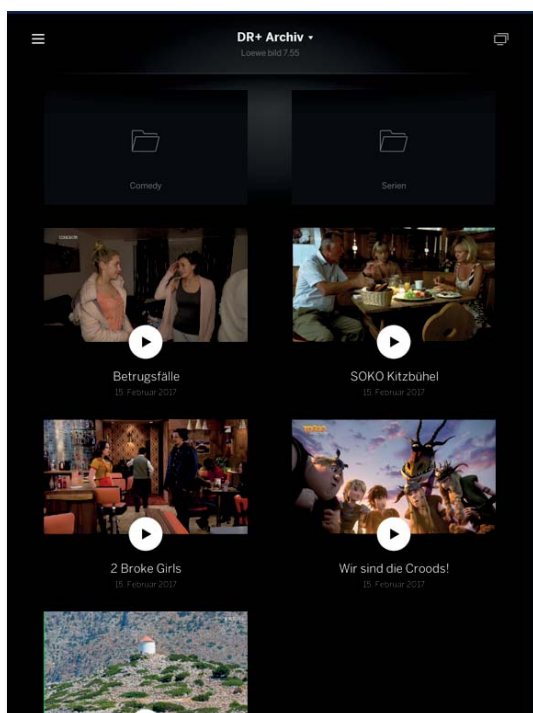 DR+ Archiv
Loewe bild 7.55
Comedy
Serien
Betrugsfälle
SOKO Kitzbühel
15. Februar 2017
15. Februar 2017
2 Broke Girls
Wir sind die Croods!
15. Februar 2017
15. Februar 2017